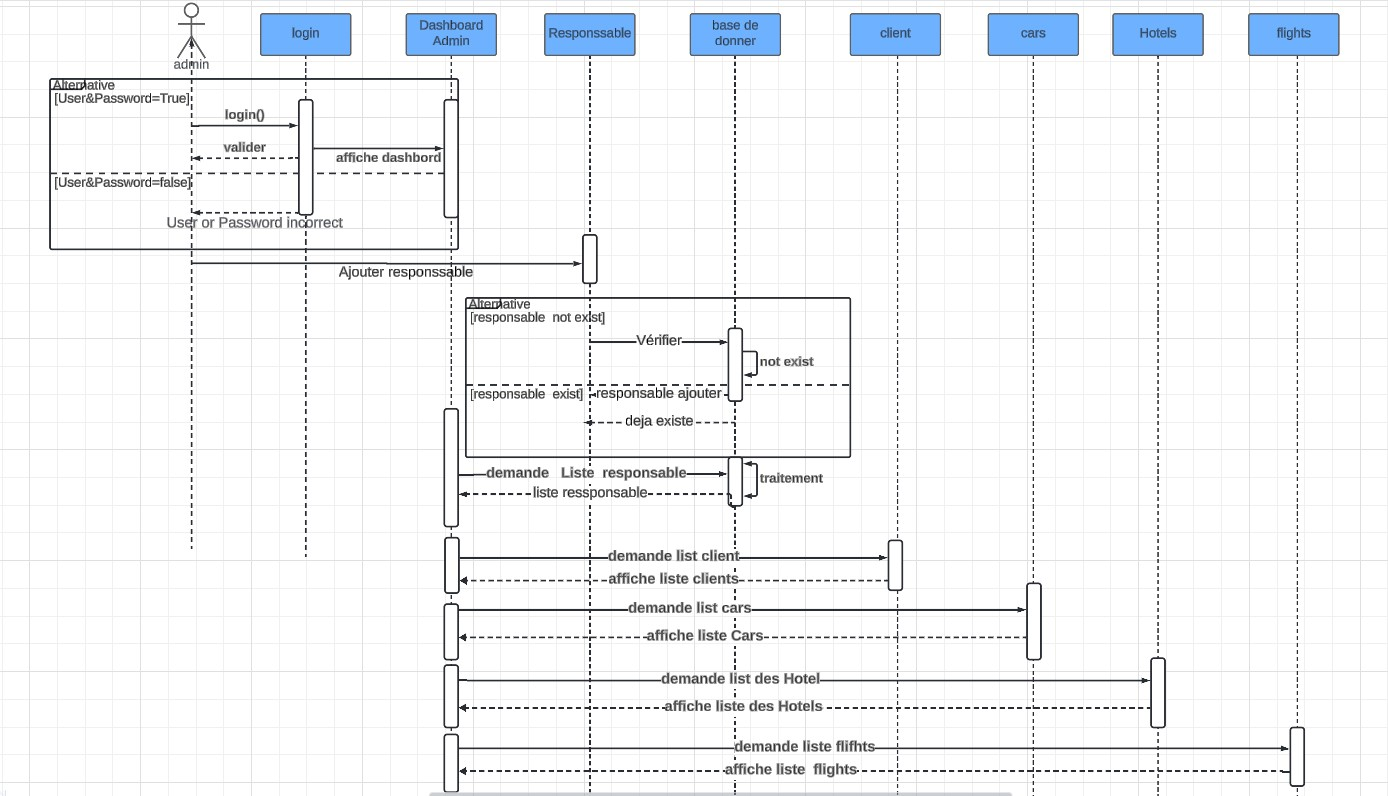 login
Dashboard
Admin
Responssable
base de
donner
client
cars
Hotels
flights
admin
Alternative
[User&Password=True]
login()
valider
affiche dashbord
[User&Password=false]
User or Password incorrect
Ajouter responssable
Alternative
[responsable  not exist]
Vérifier
not exist
[responsable  exist]
responsable ajouter
deja existe
demande   Liste  responsable
traitement
liste ressponsable
demande list client
affiche liste clients
demande list cars
affiche liste Cars
demande list des Hotel
affiche liste des Hotels
demande liste flifhts
affiche liste  flights